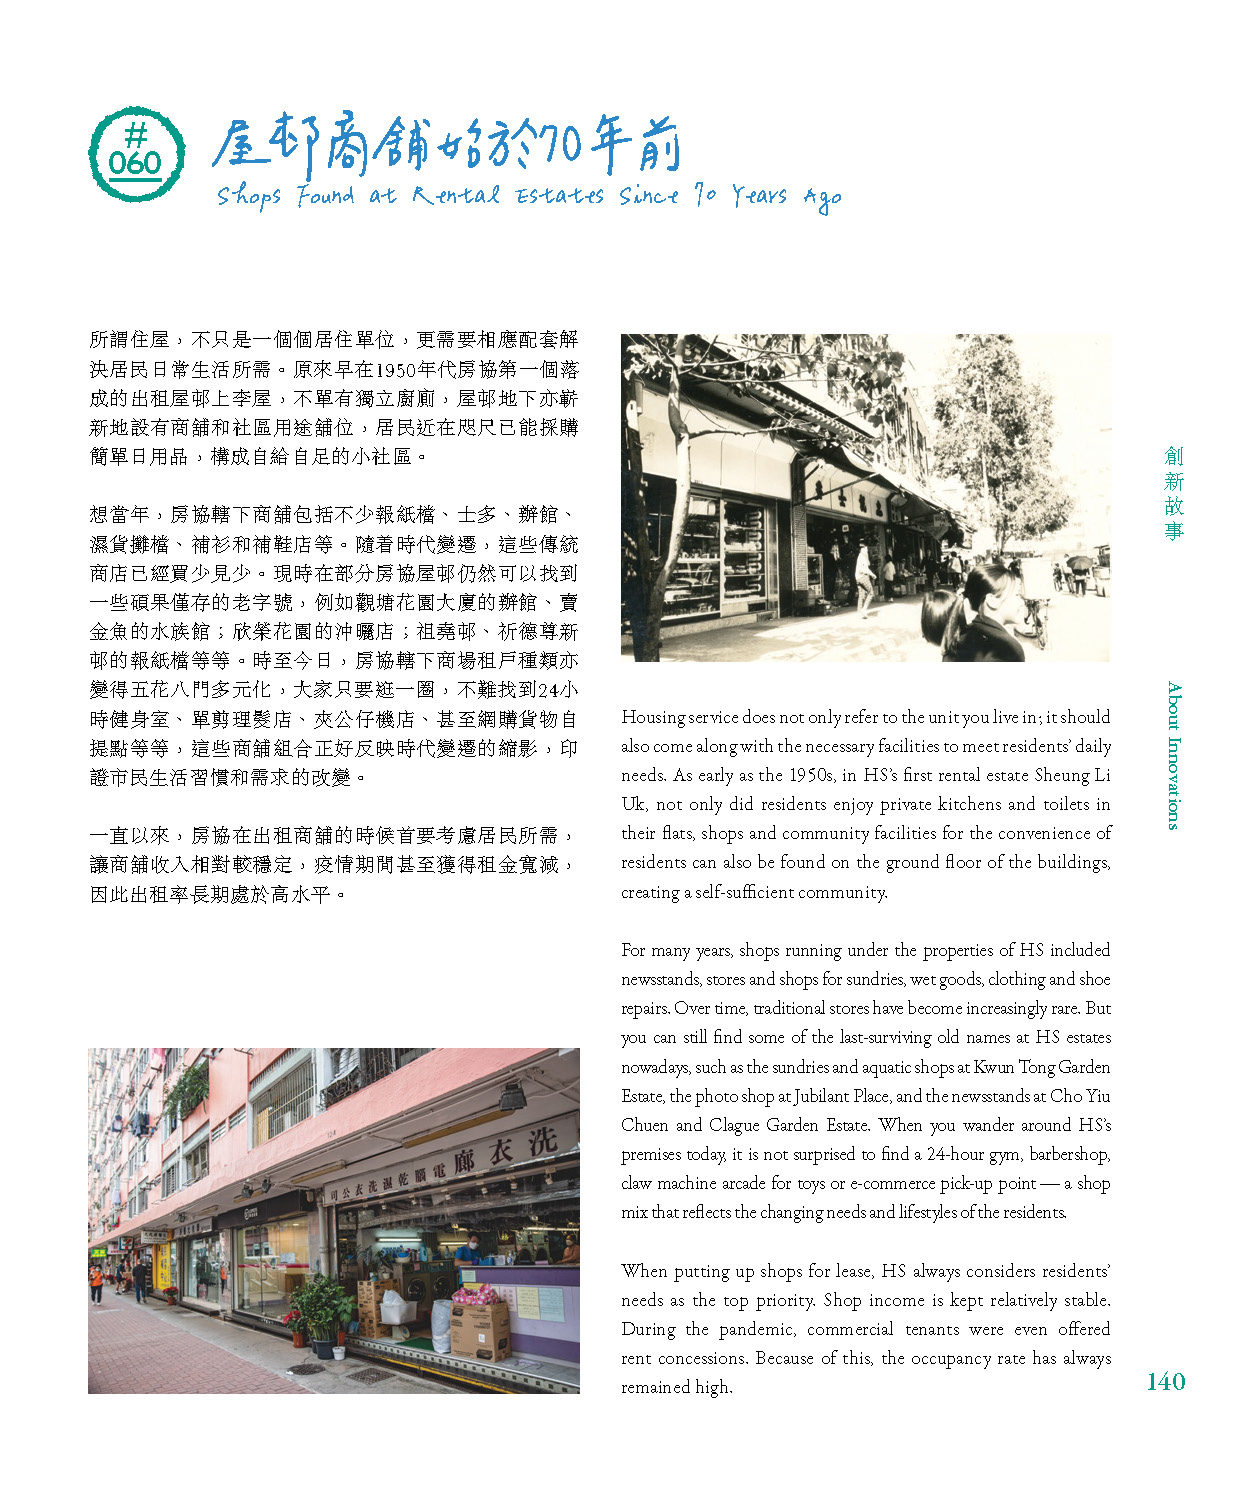 #
060
屋邨商舖始於70年前
Shops Found at Rental Estates Since 70 Years Ago
所謂住屋，不只是一個個居住單位，更需要相應配套解
決居民日常生活所需。原來早在1950年代房協第一個落
成的出租屋邨上李屋，不單有獨立廚廁，屋邨地下亦嶄
新地設有商舖和社區用途舖位，居民近在咫尺已能採購
簡單日用品，構成自給自足的小社區。
想當年，房協轄下商舖包括不少報紙檔、士多、辦館、
濕貨攤檔、補衫和補鞋店等。隨着時代變遷，這些傳統
商店已經買少見少。現時在部分房協屋邨仍然可以找到
一些碩果僅存的老字號，例如觀塘花園大廈的辦館、賣
金魚的水族館；欣榮花園的沖曬店；祖堯邨、祈德尊新
邨的報紙檔等等。時至今日，房協轄下商場租戶種類亦
變得五花八門多元化，大家只要逛一圈，不難找到24小
時健身室、單剪理髮店、夾公仔機店、甚至網購貨物自
提點等等，這些商舖組合正好反映時代變遷的縮影，印
證市民生活習慣和需求的改變。
一直以來，房協在出租商舖的時候首要考慮居民所需，
讓商舖收入相對較穩定，疫情期間甚至獲得租金寬減，
因此出租率長期處於高水平。
司公衣洗濕乾腦電 廊衣洗
Housing service does not only refer to the unit you live in; it should
also come along with the necessary facilities to meet residents’ daily
needs. As early as the 1950s, in HS’s first rental estate Sheung Li
Uk, not only did residents enjoy private kitchens and toilets in
their flats, shops and community facilities for the convenience of
residents can also be found on the ground floor of the buildings,
creating a self-sufficient community.
For many years, shops running under the properties of HS included
newsstands, stores and shops for sundries, wet goods, clothing and shoe
repairs. Over time, traditional stores have become increasingly rare. But
you can still find some of the last-surviving old names at HS estates
nowadays, such as the sundries and aquatic shops at Kwun Tong Garden
Estate, the photo shop at Jubilant Place, and the newsstands at Cho Yiu
Chuen and Clague Garden Estate. When you wander around HS’s
premises today, it is not surprised to find a 24-hour gym, barbershop,
claw machine arcade for toys or e-commerce pick-up point — a shop
mix that reflects the changing needs and lifestyles of the residents.
When putting up shops for lease, HS always considers residents’
needs as the top priority. Shop income is kept relatively stable.
During the pandemic, commercial tenants were even offered
rent concessions. Because of this, the occupancy rate has always
remained high.
創新故事
About Innovations
140